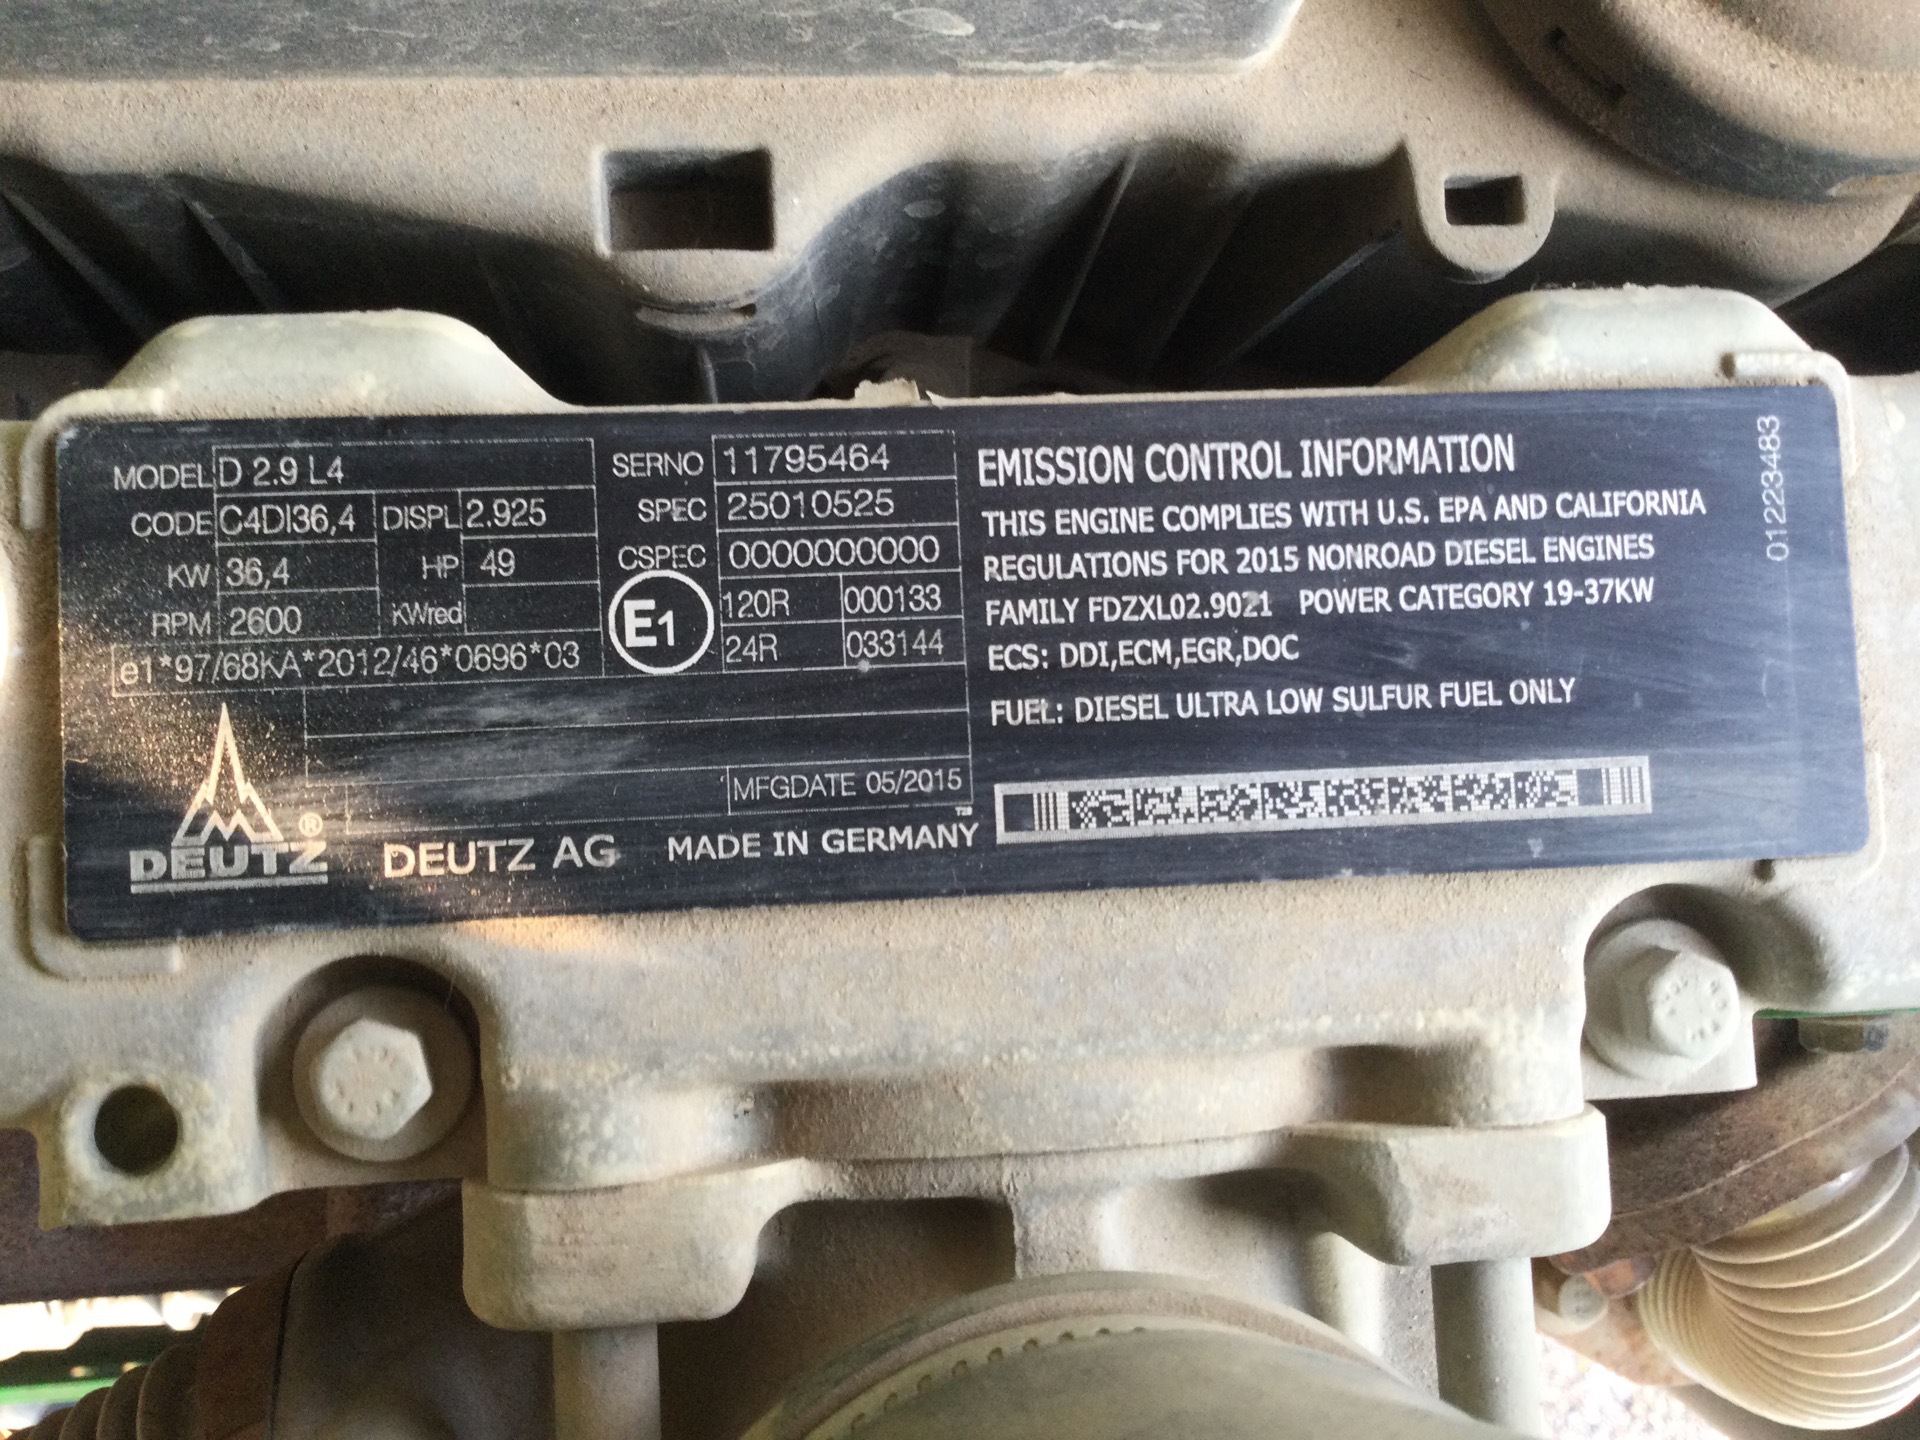 MODEL D 2.9 L4
CODE C4DI36,4 DISPL 2.925
KW 36,4 HP 49
RPM 2600 KWred
e1*97/68KA*2012/46*0696*03
SERNO 11795464
SPEC 25010525
CSPEC 0000000000
E1 120R 000133
24R 033144
MFGDATE 05/2015
DEUTZ ®
DEUTZ AG MADE IN GERMANY
EMISSION CONTROL INFORMATION
THIS ENGINE COMPLIES WITH U.S. EPA AND CALIFORNIA
REGULATIONS FOR 2015 NONROAD DIESEL ENGINES
FAMILY FDZXL02.9021 POWER CATEGORY 19-37KW
ECS: DDI,ECM,EGR,DOC
FUEL: DIESEL ULTRA LOW SULFUR FUEL ONLY
01223483